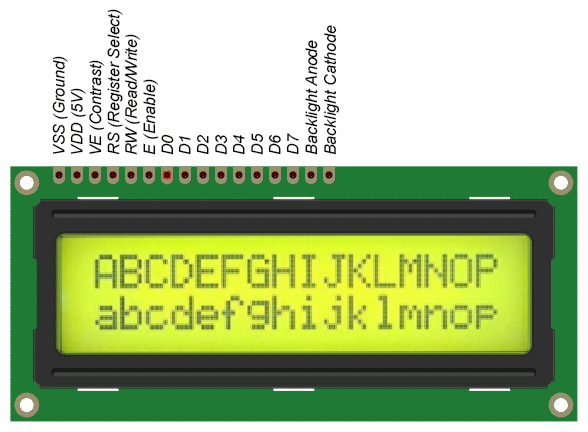 VSS (Ground)
VDD (5V)
VE (Contrast)
RS (Register Select)
RW (Read/Write)
E (Enable)
D0
D1
D2
D3
D4
D5
D6
D7
Backlight Anode
Backlight Cathode
ABCDEFGHIJKLMNOP
abcdefghijklmnop